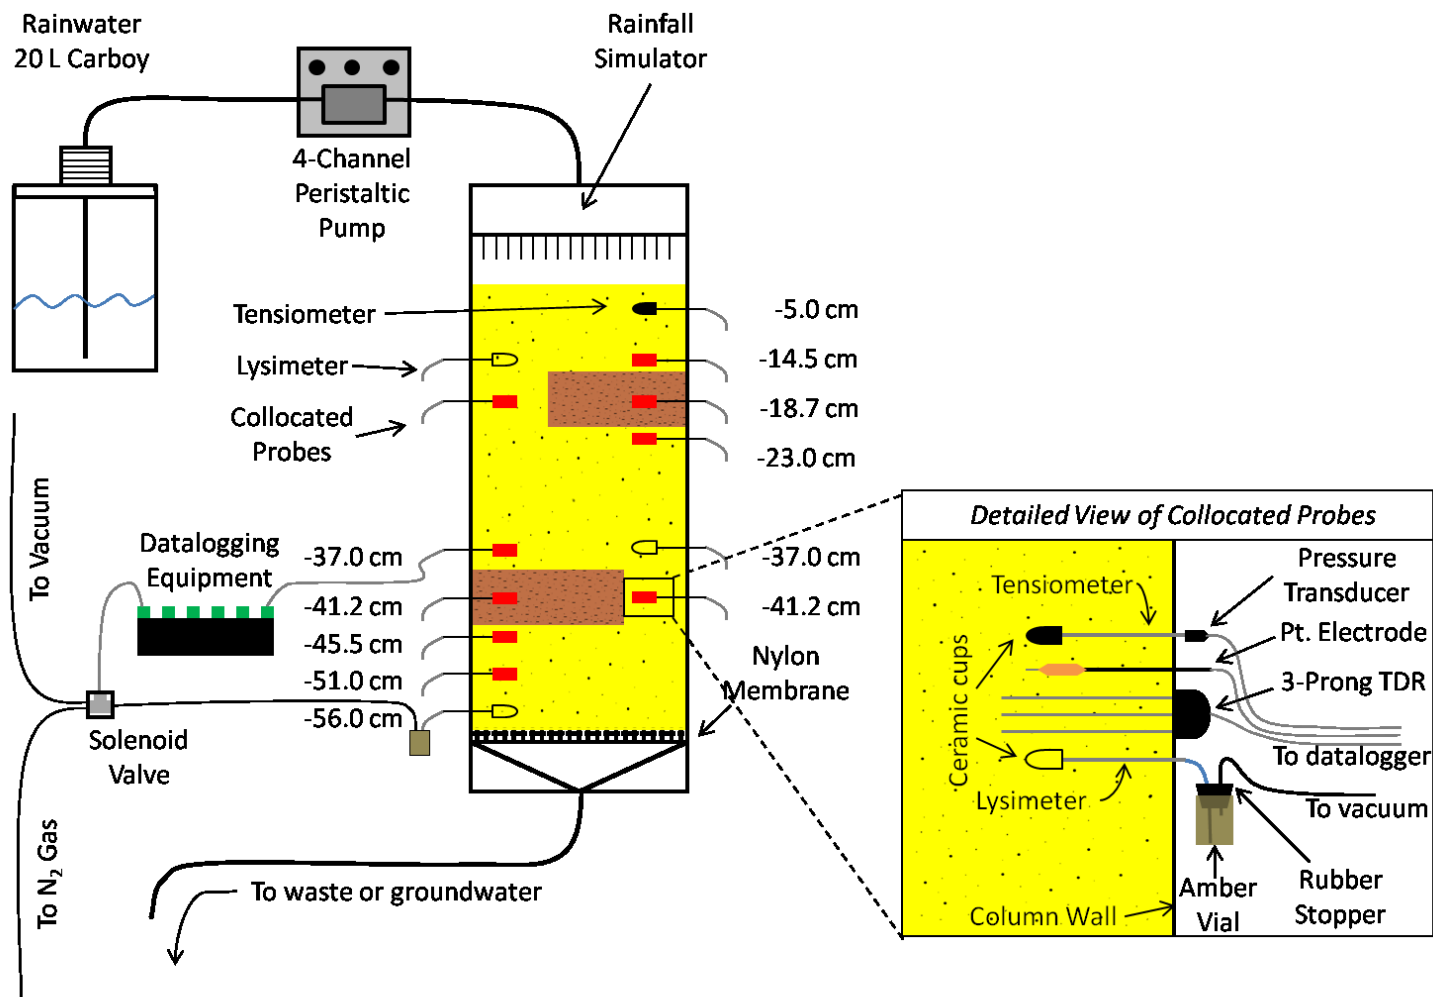 Rainwater
20 L Carboy
4-Channel
Peristaltic
Pump
Rainfall
Simulator
Tensiometer
Lysimeter
Collocated
Probes
-5.0 cm
-14.5 cm
-18.7 cm
-23.0 cm
-37.0 cm
-41.2 cm
Nylon
Membrane
To Vacuum
Datalogging
Equipment
-37.0 cm
-41.2 cm
-45.5 cm
-51.0 cm
-56.0 cm
Solenoid
Valve
To N2 Gas
To waste or groundwater
Detailed View of Collocated Probes
Tensiometer
Pressure
Transducer
Pt. Electrode
3-Prong TDR
Ceramic cups
To datalogger
Lysimeter
To vacuum
Column Wall
Amber
Vial
Rubber
Stopper